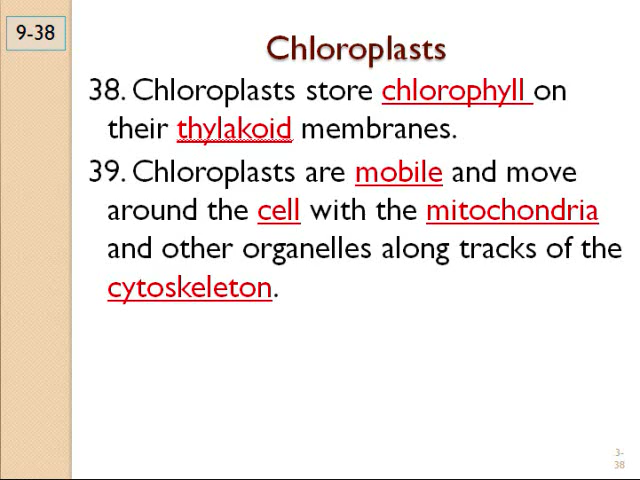 9-38
Chloroplasts
38. Chloroplasts store chlorophyll on
their thylakoid membranes.
39. Chloroplasts are mobile and move
around the cell with the mitochondria
and other organelles along tracks of the
cytoskeleton.
3-
38